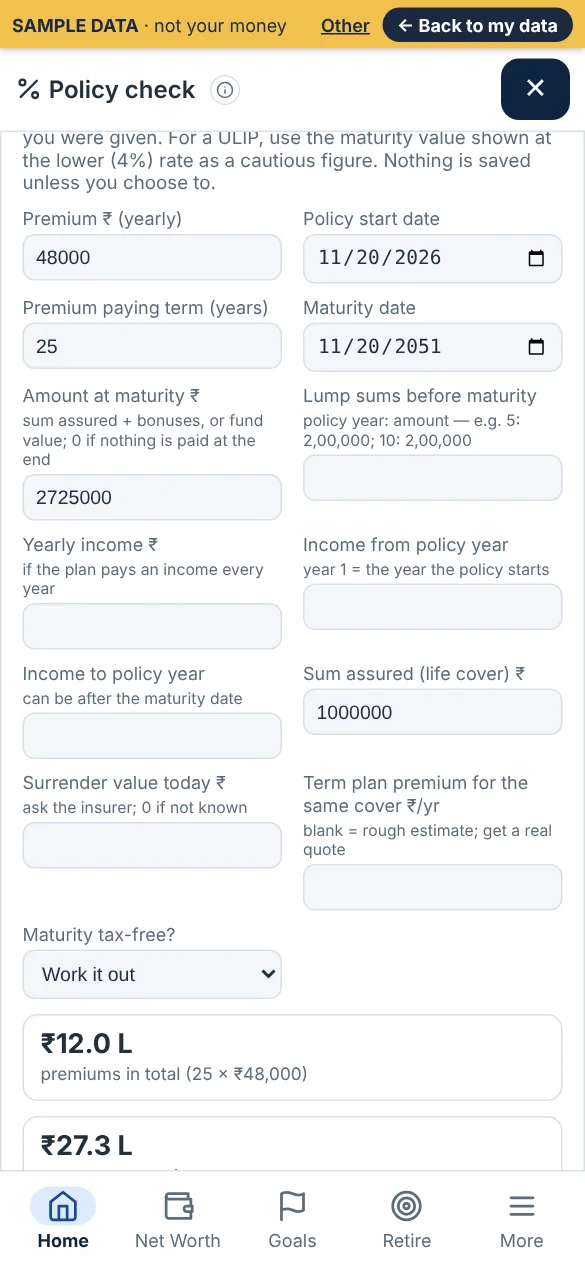 SAMPLE DATA · not your money Other ← Back to my data
Policy check
you were given. For a ULIP, use the maturity value shown at
the lower (4%) rate as a cautious figure. Nothing is saved
unless you choose to.
Premium ₹ (yearly)
48000
Policy start date
11/20/2026
Premium paying term (years)
25
Maturity date
11/20/2051
Amount at maturity ₹
sum assured + bonuses, or fund
value; 0 if nothing is paid at the
end
2725000
Lump sums before maturity
policy year: amount — e.g. 5:
2,00,000; 10: 2,00,000
Yearly income ₹
if the plan pays an income every
year
Income from policy year
year 1 = the year the policy starts
Income to policy year
can be after the maturity date
Sum assured (life cover) ₹
1000000
Surrender value today ₹
ask the insurer; 0 if not known
Term plan premium for the
same cover ₹/yr
blank = rough estimate; get a real
quote
Maturity tax-free?
Work it out
₹12.0 L
premiums in total (25 × ₹48,000)
₹27.3 L
Home
Net Worth
Goals
Retire
More